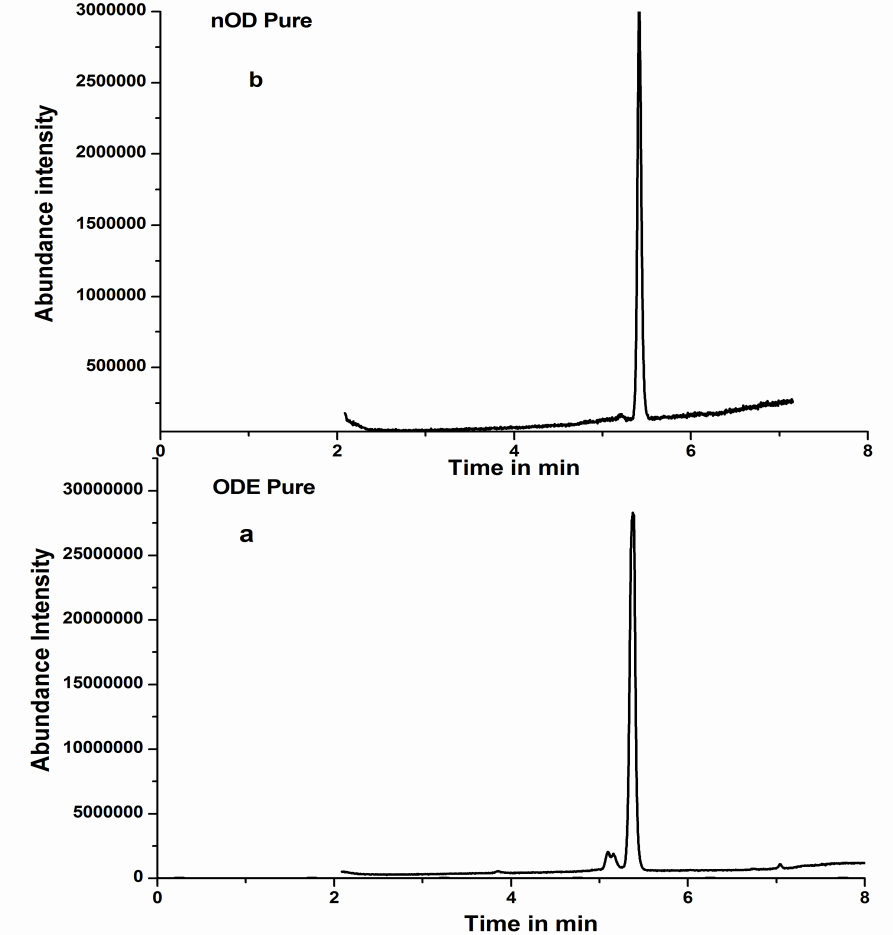 nOD Pure
b
Abundance intensity
3000000
2500000
2000000
1500000
1000000
500000
0 2 4 6 8
Time in min
ODE Pure
a
Abundance Intensity
30000000
25000000
20000000
15000000
10000000
5000000
0
0 2 4 6 8
Time in min